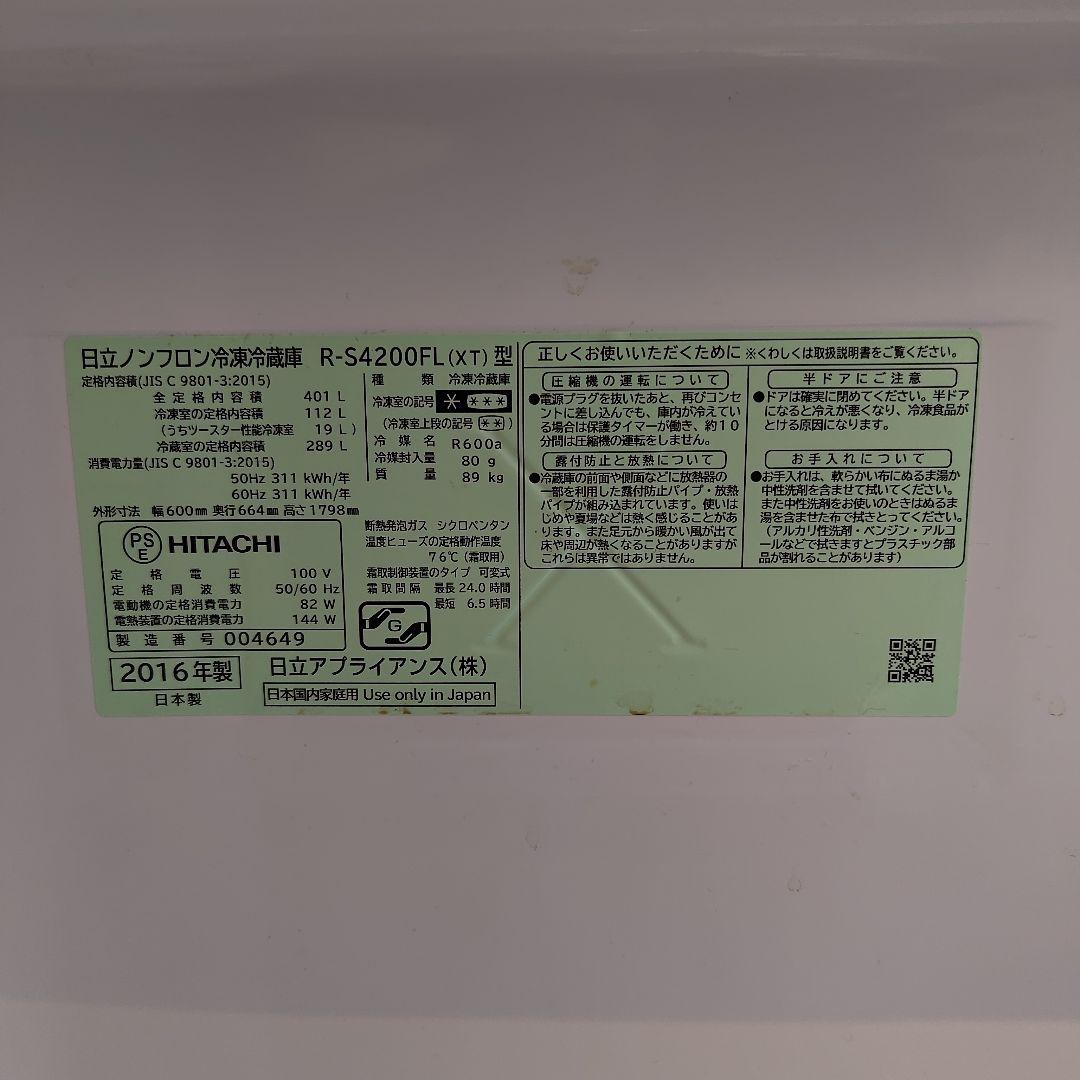 日立ノンフロン冷凍冷蔵庫 R-S4200FL(XT)型
定格内容積(JIS C 9801-3:2015)
全定格内容積 401 L
冷凍室の定格内容積 112 L
(うちツースター性能冷凍室 19 L)
冷蔵室の定格内容積 289 L
消費電力量(JIS C 9801-3:2015)
50Hz 311 kWh/年
60Hz 311 kWh/年
外形寸法 幅600mm 奥行664mm 高さ1798mm
種類 冷凍冷蔵庫
冷凍室の記号 * ***
(冷凍室上段の記号 **)
冷媒名 R600a
冷媒封入量 80 g
質量 89 kg
PSE HITACHI
定格電圧 100 V
定格周波数 50/60 Hz
電動機の定格消費電力 82 W
電熱装置の定格消費電力 144 W
製造番号 004649
2016年製
日本製
断熱発泡ガス シクロペンタン
温度ヒューズの定格動作温度
76℃(霜取用)
霜取制御装置のタイプ 可変式
霜取間隔 最長 24.0 時間
最短 6.5 時間
G
日立アプライアンス(株)
日本国内家庭用 Use only in Japan
正しくお使いいただくために ※くわしくは取扱説明書をご覧ください。
圧縮機の運転について
●電源プラグを抜いたあと、再びコンセ
ントに差し込んでも、庫内が冷えてい
る場合は保護タイマーが働き、約10
分間は圧縮機の運転をしません。
露付防止と放熱について
●冷蔵庫の前面や側面などに放熱器の
一部を利用した露付防止パイプ・放熱
パイプが組み込まれています。使いは
じめや夏場などは熱く感じることがあ
ります。また足元から暖かい風が出て
床や周辺が熱くなることがありますが
これらは異常ではありません。
半ドアにご注意
●ドアは確実に閉めてください。半ドア
になると冷えが悪くなり、冷凍食品が
とける原因になります。
お手入れについて
●お手入れは、軟らかい布にぬるま湯か
中性洗剤を含ませて拭いてください。
また中性洗剤をお使いのときはぬるま
湯を含ませた布で拭きとってください。
(アルカリ性洗剤・ベンジン・アルコ
ールなどで拭きますとプラスチック部
品が割れることがあります)